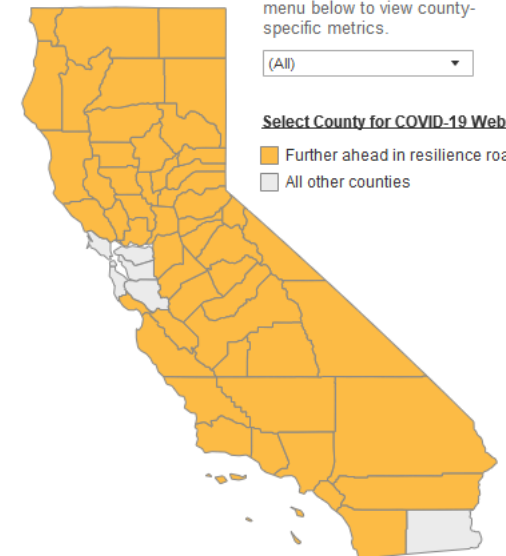 menu below to view county-
specific metrics.
(All)
Select County for COVID-19 Web
Further ahead in resilience roa
All other counties